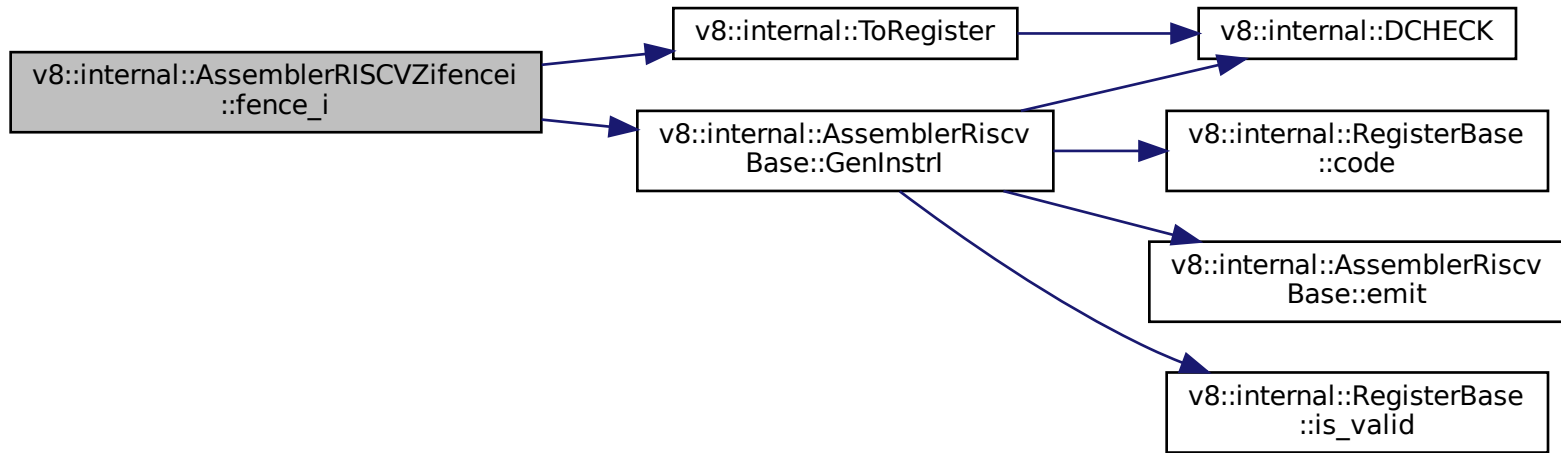 v8::internal::AssemblerRISCVZifencei
::fence_i
v8::internal::ToRegister
v8::internal::DCHECK
v8::internal::AssemblerRiscv
Base::GenInstrI
v8::internal::RegisterBase
::code
v8::internal::AssemblerRiscv
Base::emit
v8::internal::RegisterBase
::is_valid